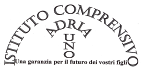 ISTITUTO COMPRENSIVO
ADRIA
UNO
Una garanzia per il futuro dei vostri figli